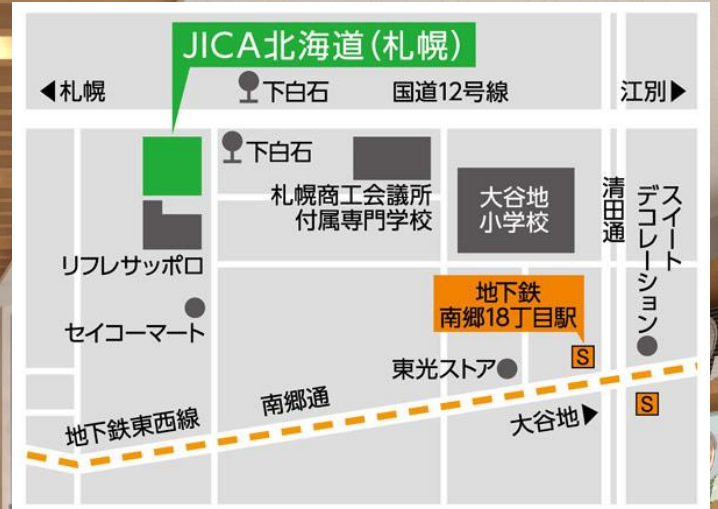 JICA北海道(札幌)
◀札幌
下白石
国道12号線
江別▶
下白石
札幌商工会議所
付属専門学校
大谷地
小学校
清田通
スイート
デコレーション
リフレサッポロ
地下鉄
南郷18丁目駅
セイコーマート
S
東光ストア
南郷通
大谷地▶
S
地下鉄東西線